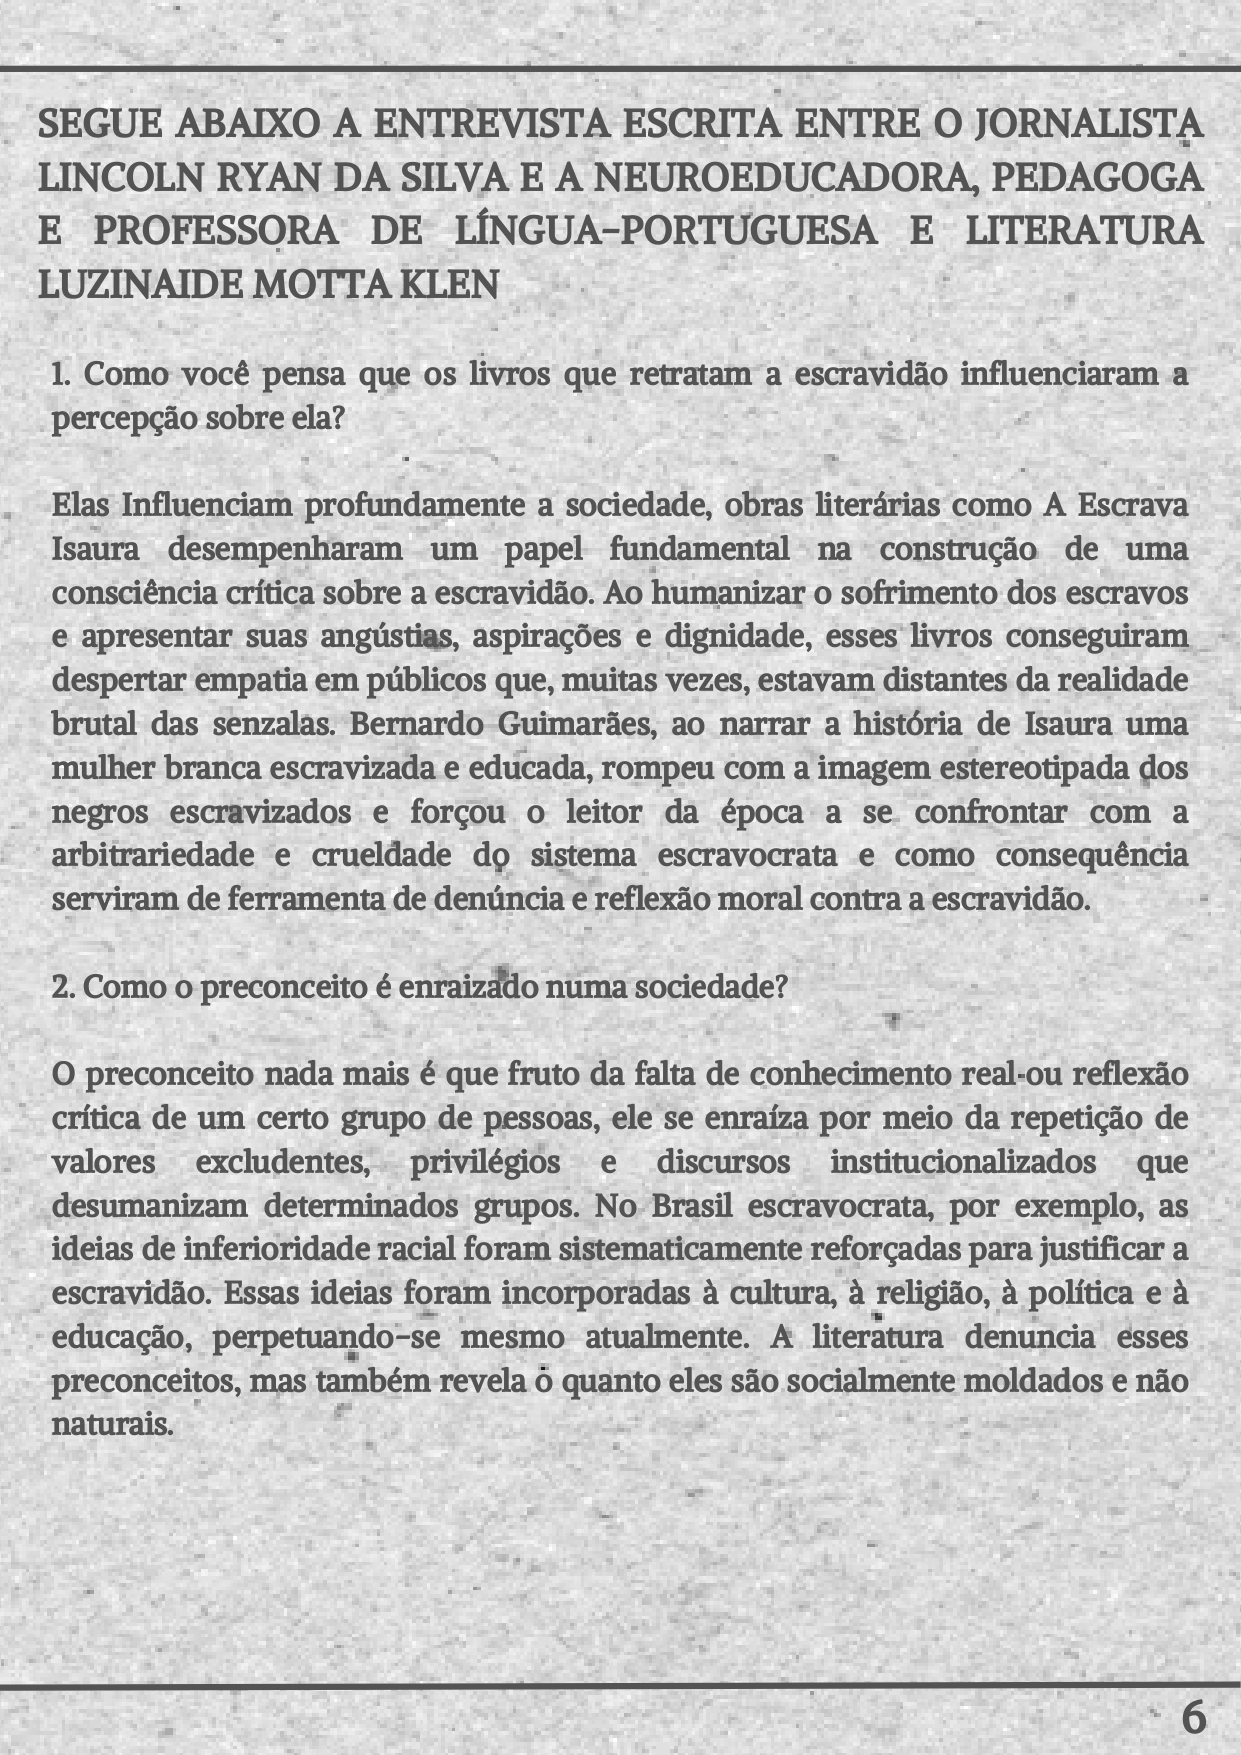 SEGUE ABAIXO A ENTREVISTA ESCRITA ENTRE O JORNALISTA
LINCOLN RYAN DA SILVA E A NEUROEDUCADORA, PEDAGOGA
E PROFESSORA DE LÍNGUA-PORTUGUESA E LITERATURA
LUZINAIDE MOTTA KLEN
1. Como você pensa que os livros que retratam a escravidão influenciaram a
percepção sobre ela?
Elas Influenciam profundamente a sociedade, obras literárias como A Escrava
Isaura desempenharam um papel fundamental na construção de uma
consciência crítica sobre a escravidão. Ao humanizar o sofrimento dos escravos
e apresentar suas angústias, aspirações e dignidade, esses livros conseguiram
despertar empatia em públicos que, muitas vezes, estavam distantes da realidade
brutal das senzalas. Bernardo Guimarães, ao narrar a história de Isaura uma
mulher branca escravizada e educada, rompeu com a imagem estereotipada dos
negros escravizados e forçou o leitor da época a se confrontar com a
arbitrariedade e crueldade do sistema escravocrata e como consequência
serviram de ferramenta de denúncia e reflexão moral contra a escravidão.
2. Como o preconceito é enraizado numa sociedade?
O preconceito nada mais é que fruto da falta de conhecimento real-ou reflexão
crítica de um certo grupo de pessoas, ele se enraíza por meio da repetição de
valores excludentes, privilégios e discursos institucionalizados que
desumanizam determinados grupos. No Brasil escravocrata, por exemplo, as
ideias de inferioridade racial foram sistematicamente reforçadas para justificar a
escravidão. Essas ideias foram incorporadas à cultura, à religião, à política e à
educação, perpetuando-se mesmo atualmente. A literatura denuncia esses
preconceitos, mas também revela o quanto eles são socialmente moldados e não
naturais.
6